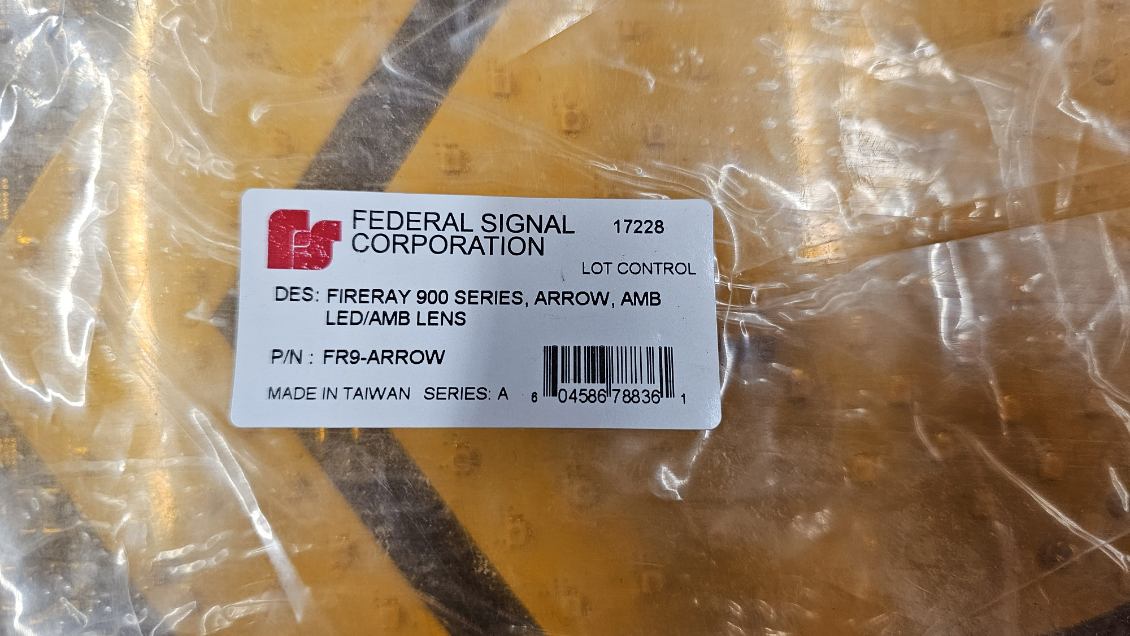 FEDERAL SIGNAL
CORPORATION
17228
LOT CONTROL
DES: FIRERAY 900 SERIES, ARROW, AMB
LED/AMB LENS
P/N : FR9-ARROW
MADE IN TAIWAN SERIES: A
6 04586 78836 1